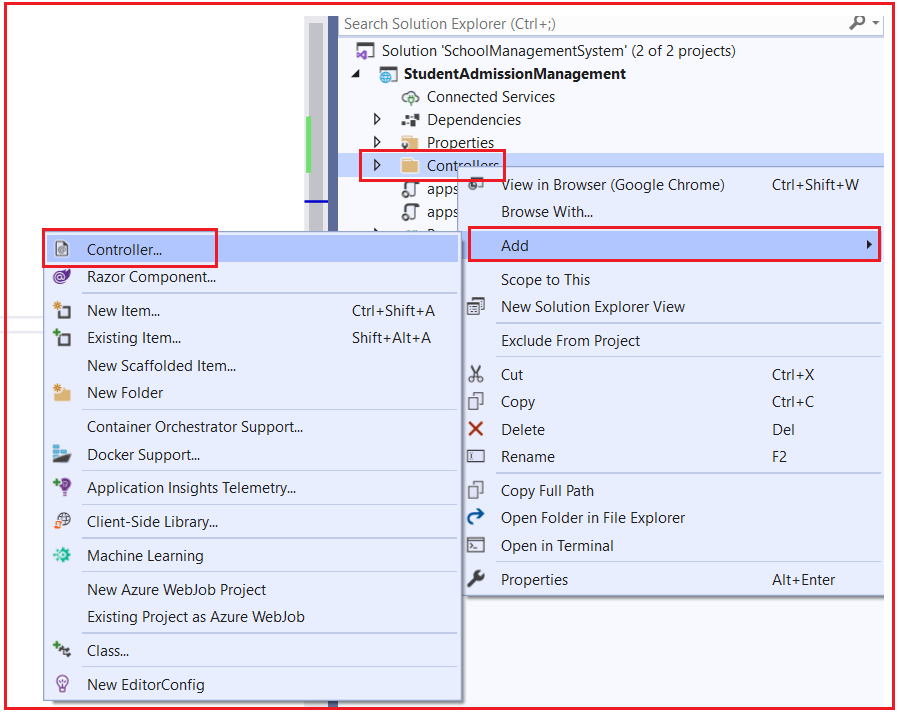 Search Solution Explorer (Ctrl+;)
Solution 'SchoolManagementSystem' (2 of 2 projects)
StudentAdmissionManagement
Connected Services
Dependencies
Properties
Controllers
apps
apps
View in Browser (Google Chrome) Ctrl+Shift+W
Browse With...
Add
Scope to This
New Solution Explorer View
Exclude From Project
Cut Ctrl+X
Copy Ctrl+C
Delete Del
Rename F2
Copy Full Path
Open Folder in File Explorer
Open in Terminal
Properties Alt+Enter
Controller...
Razor Component...
New Item... Ctrl+Shift+A
Existing Item... Shift+Alt+A
New Scaffolded Item...
New Folder
Container Orchestrator Support...
Docker Support...
Application Insights Telemetry...
Client-Side Library...
Machine Learning
New Azure WebJob Project
Existing Project as Azure WebJob
Class...
New EditorConfig